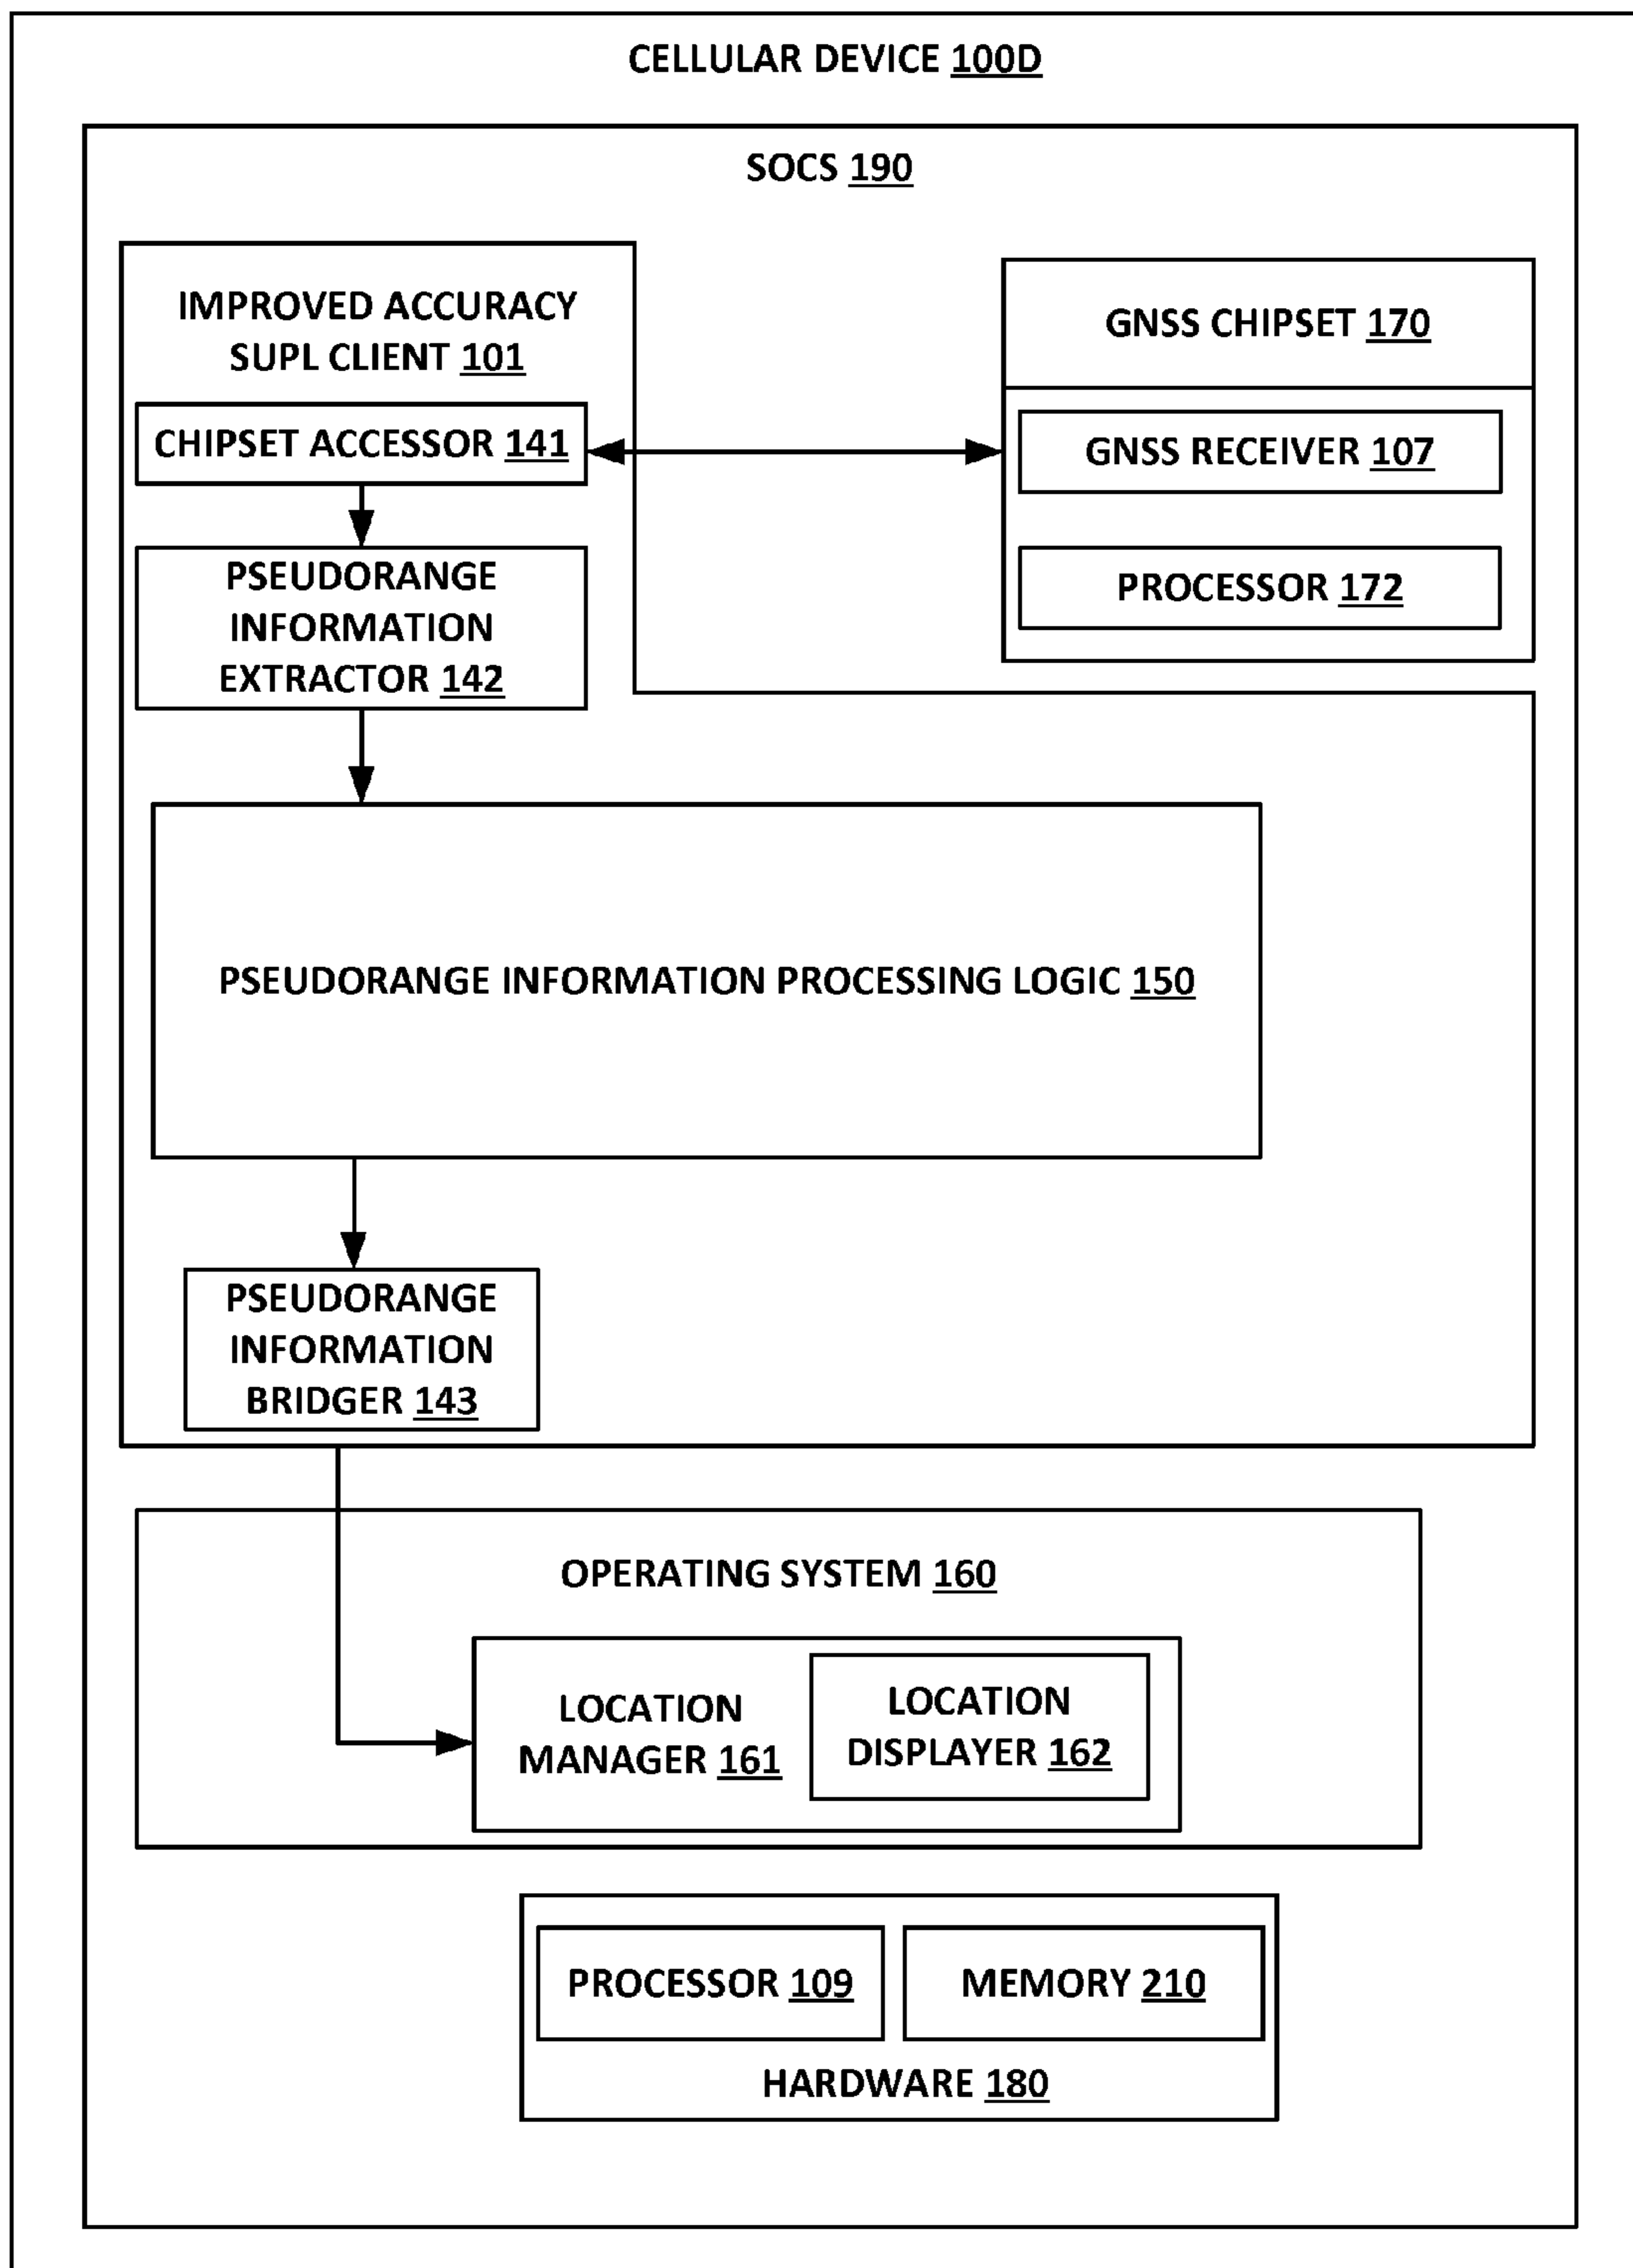 CELLULAR DEVICE 100D
SOCS 190
IMPROVED ACCURACY
SUPL CLIENT 101
GNSS CHIPSET 170
CHIPSET ACCESSOR 141
GNSS RECEIVER 107
PSEUDORANGE
INFORMATION
EXTRACTOR 142
PROCESSOR 172
PSEUDORANGE INFORMATION PROCESSING LOGIC 150
PSEUDORANGE
INFORMATION
BRIDGER 143
OPERATING SYSTEM 160
LOCATION
MANAGER 161
LOCATION
DISPLAYER 162
PROCESSOR 109
MEMORY 210
HARDWARE 180